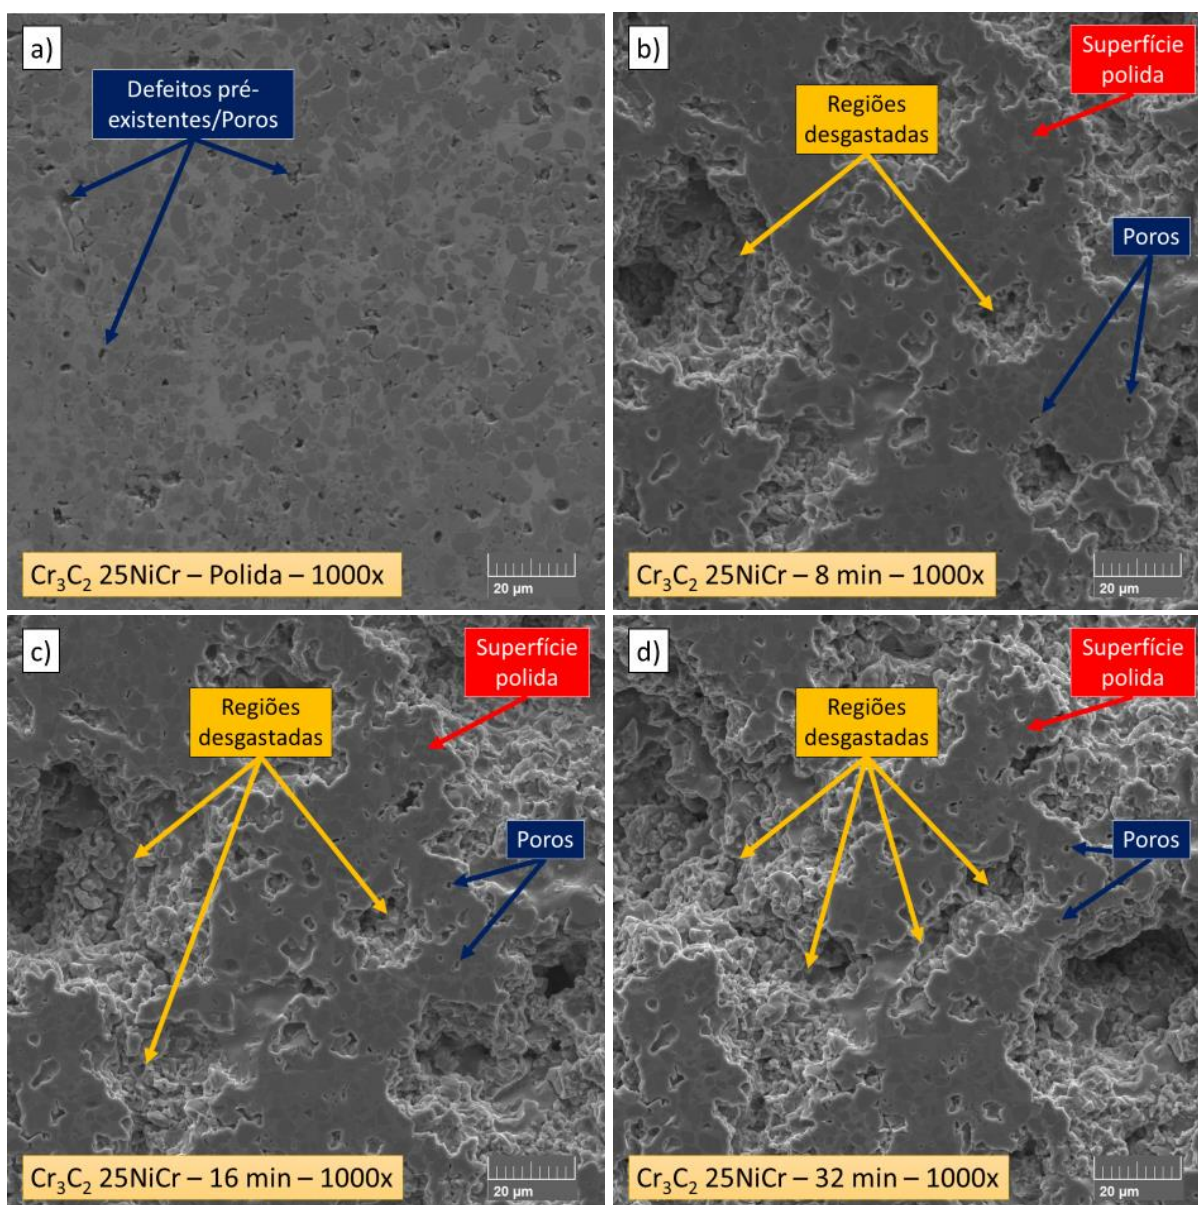 a)
Defeitos pré-
existentes/Poros
Cr₃C₂ 25NiCr – Polida – 1000x
20 µm
b)
Superfície
polida
Regiões
desgastadas
Poros
Cr₃C₂ 25NiCr – 8 min – 1000x
20 µm
c)
Superfície
polida
Regiões
desgastadas
Poros
Cr₃C₂ 25NiCr – 16 min – 1000x
20 µm
d)
Superfície
polida
Regiões
desgastadas
Poros
Cr₃C₂ 25NiCr – 32 min – 1000x
20 µm